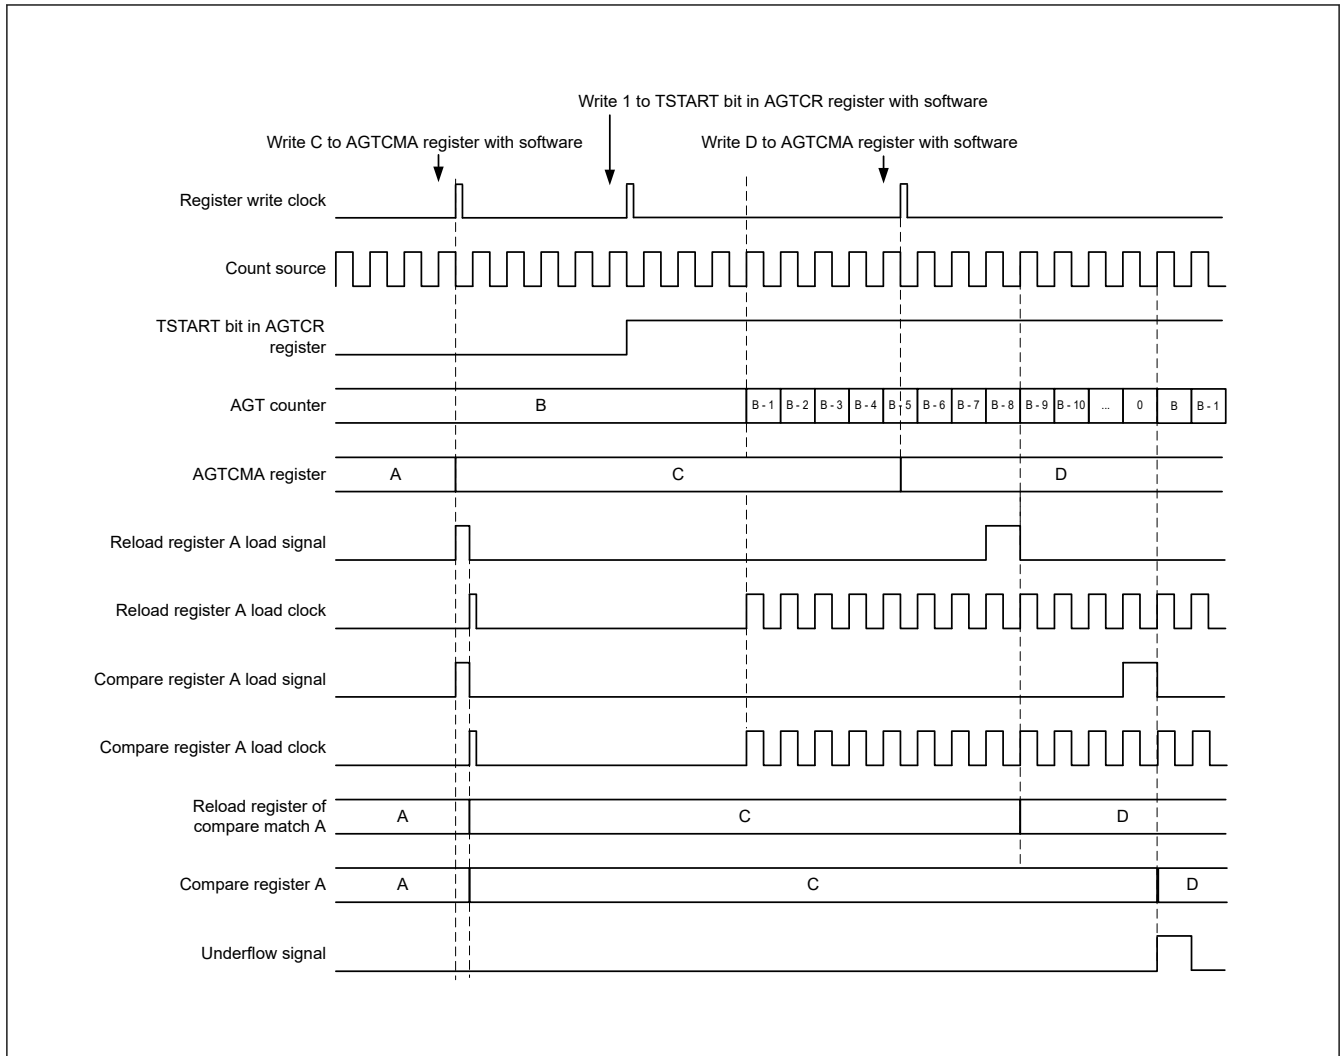 Write 1 to TSTART bit in AGTCR register with software
Write C to AGTCMA register with software
Write D to AGTCMA register with software
Register write clock
Count source
TSTART bit in AGTCR
register
AGT counter
B
B - 1
B - 2
B - 3
B - 4
B - 5
B - 6
B - 7
B - 8
B - 9
B - 10
...
0
B
B - 1
AGTCMA register
A
C
D
Reload register A load signal
Reload register A load clock
Compare register A load signal
Compare register A load clock
Reload register of
compare match A
A
C
D
Compare register A
A
C
D
Underflow signal